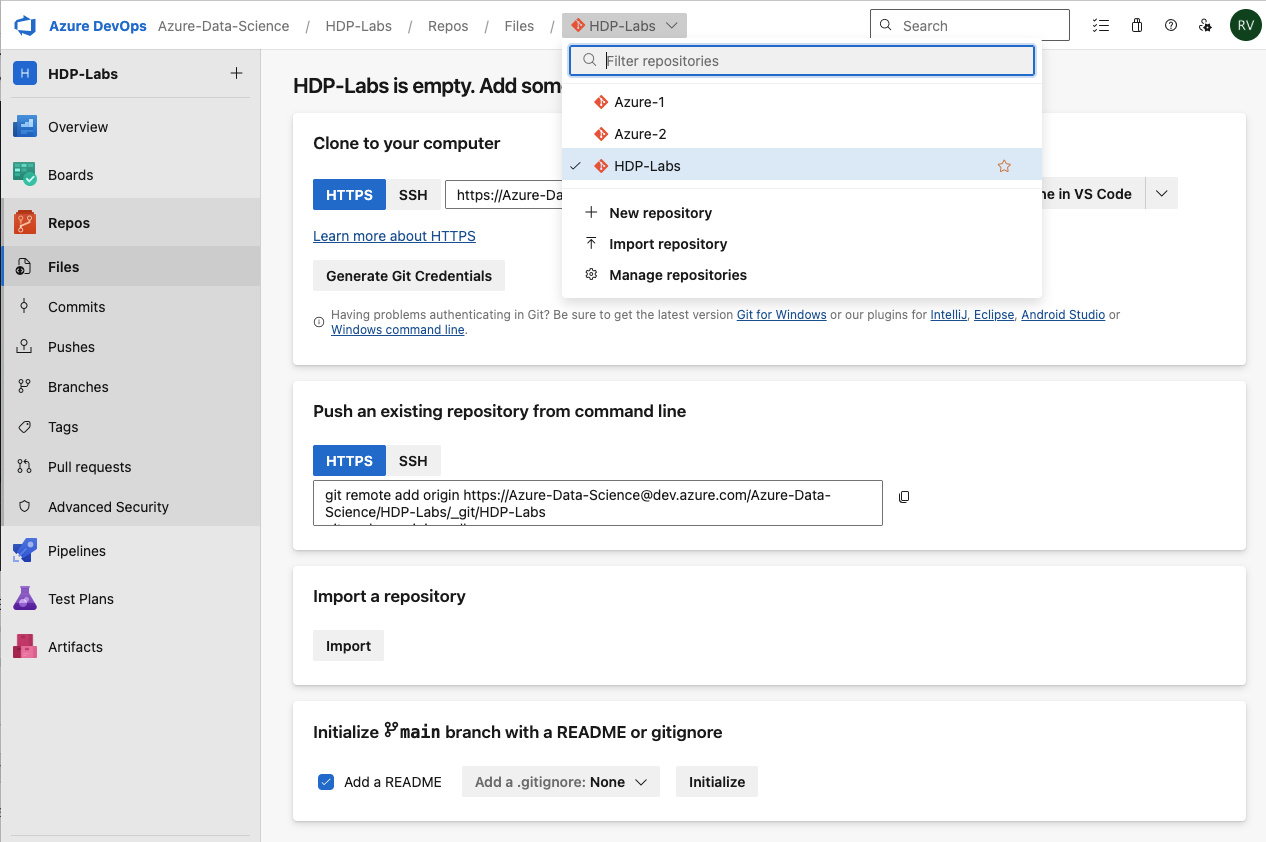 Azure DevOps Azure-Data-Science / HDP-Labs / Repos / Files / HDP-Labs Search RV
H HDP-Labs
Overview
Boards
Repos
Files
Commits
Pushes
Branches
Tags
Pull requests
Advanced Security
Pipelines
Test Plans
Artifacts
Filter repositories
Azure-1
Azure-2
HDP-Labs
New repository
Import repository
Manage repositories
HDP-Labs is empty. Add som
Clone to your computer
HTTPS SSH https://Azure-Da ne in VS Code
Learn more about HTTPS
Generate Git Credentials
Having problems authenticating in Git? Be sure to get the latest version Git for Windows or our plugins for IntelliJ, Eclipse, Android Studio or
Windows command line.
Push an existing repository from command line
HTTPS SSH
git remote add origin https://Azure-Data-Science@dev.azure.com/Azure-Data-
Science/HDP-Labs/_git/HDP-Labs
Import a repository
Import
Initialize main branch with a README or gitignore
Add a README Add a .gitignore: None Initialize